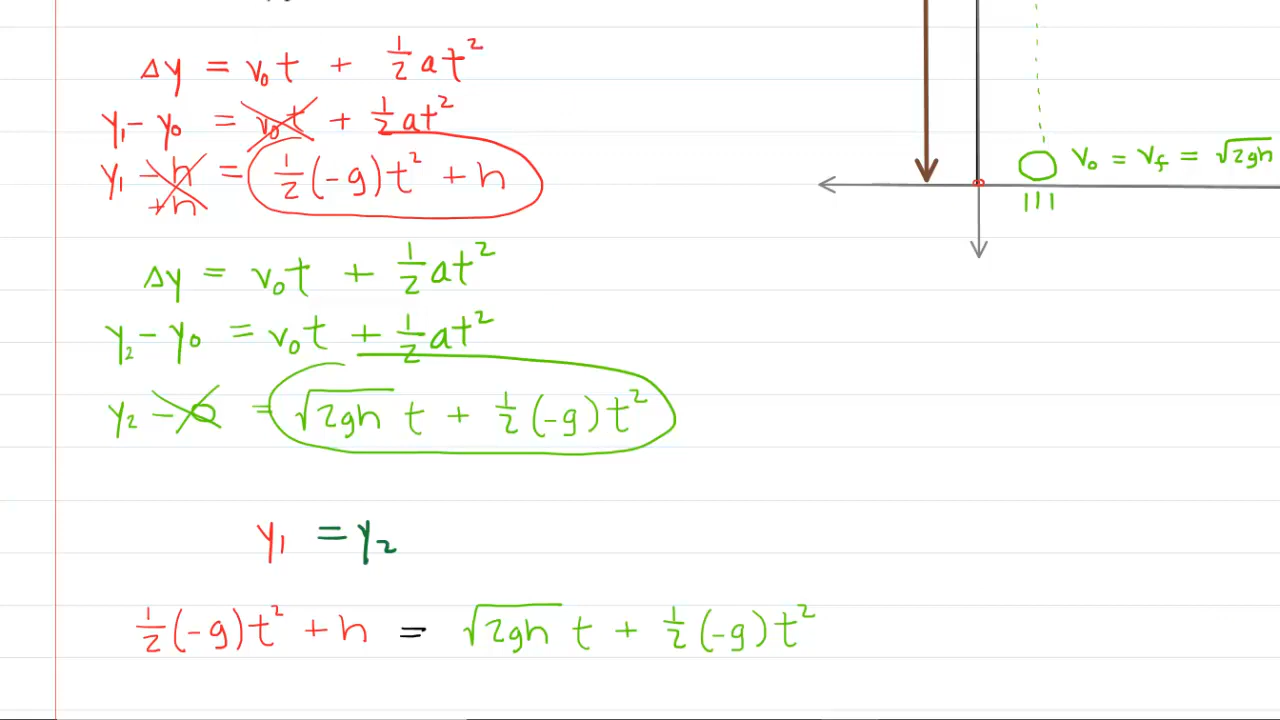 Δy = v₀t + ½at²
y₁ - y₀ = v₀t + ½at²
y₁ - h = ½(-g)t² + h
+h
v₀ = v_f = √2gh
Δy = v₀t + ½at²
y₂ - y₀ = v₀t + ½at²
y₂ - 0 = √2gh t + ½(-g)t²
y₁ = y₂
½(-g)t² + h = √2gh t + ½(-g)t²